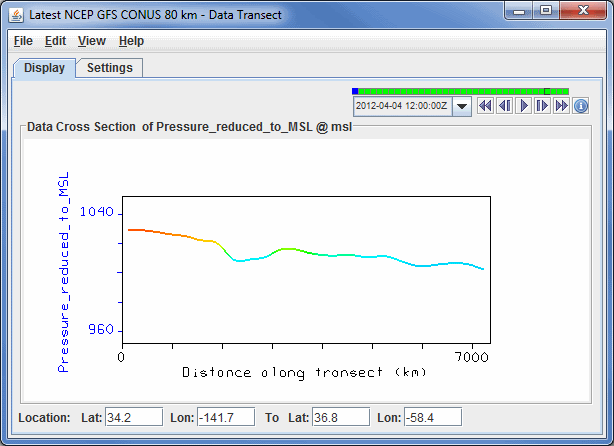 Latest NCEP GFS CONUS 80 km - Data Transect
File Edit View Help
Display Settings
2012-04-04 12:00:00Z
Data Cross Section of Pressure_reduced_to_MSL @ msl
Pressure_reduced_to_MSL
1040
960
0 7000
Distance along transect (km)
Location: Lat: 34.2 Lon: -141.7 To Lat: 36.8 Lon: -58.4